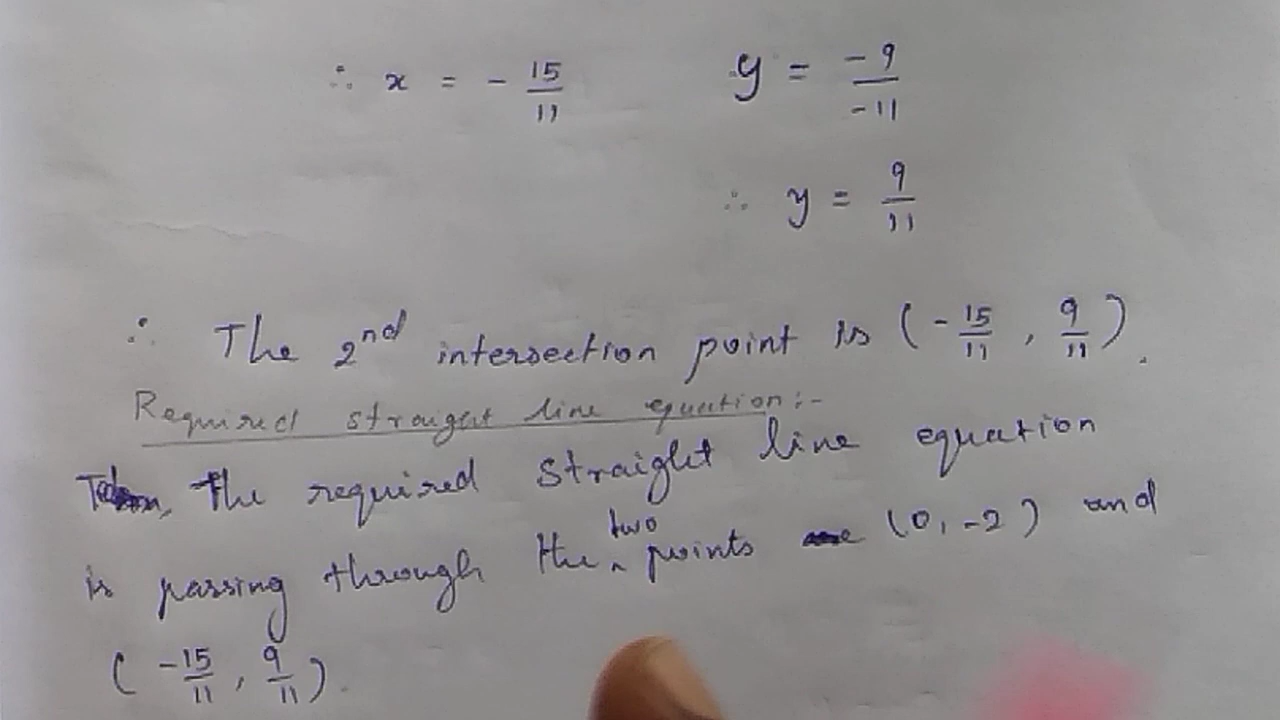 ∴ x = - 15/11    y = -9/-11
∴ y = 9/11
∴ The 2nd intersection point is (-15/11, 9/11).
Required straight line equation:-
The required straight line equation
is passing through the two points (0, -2) and
(-15/11, 9/11).